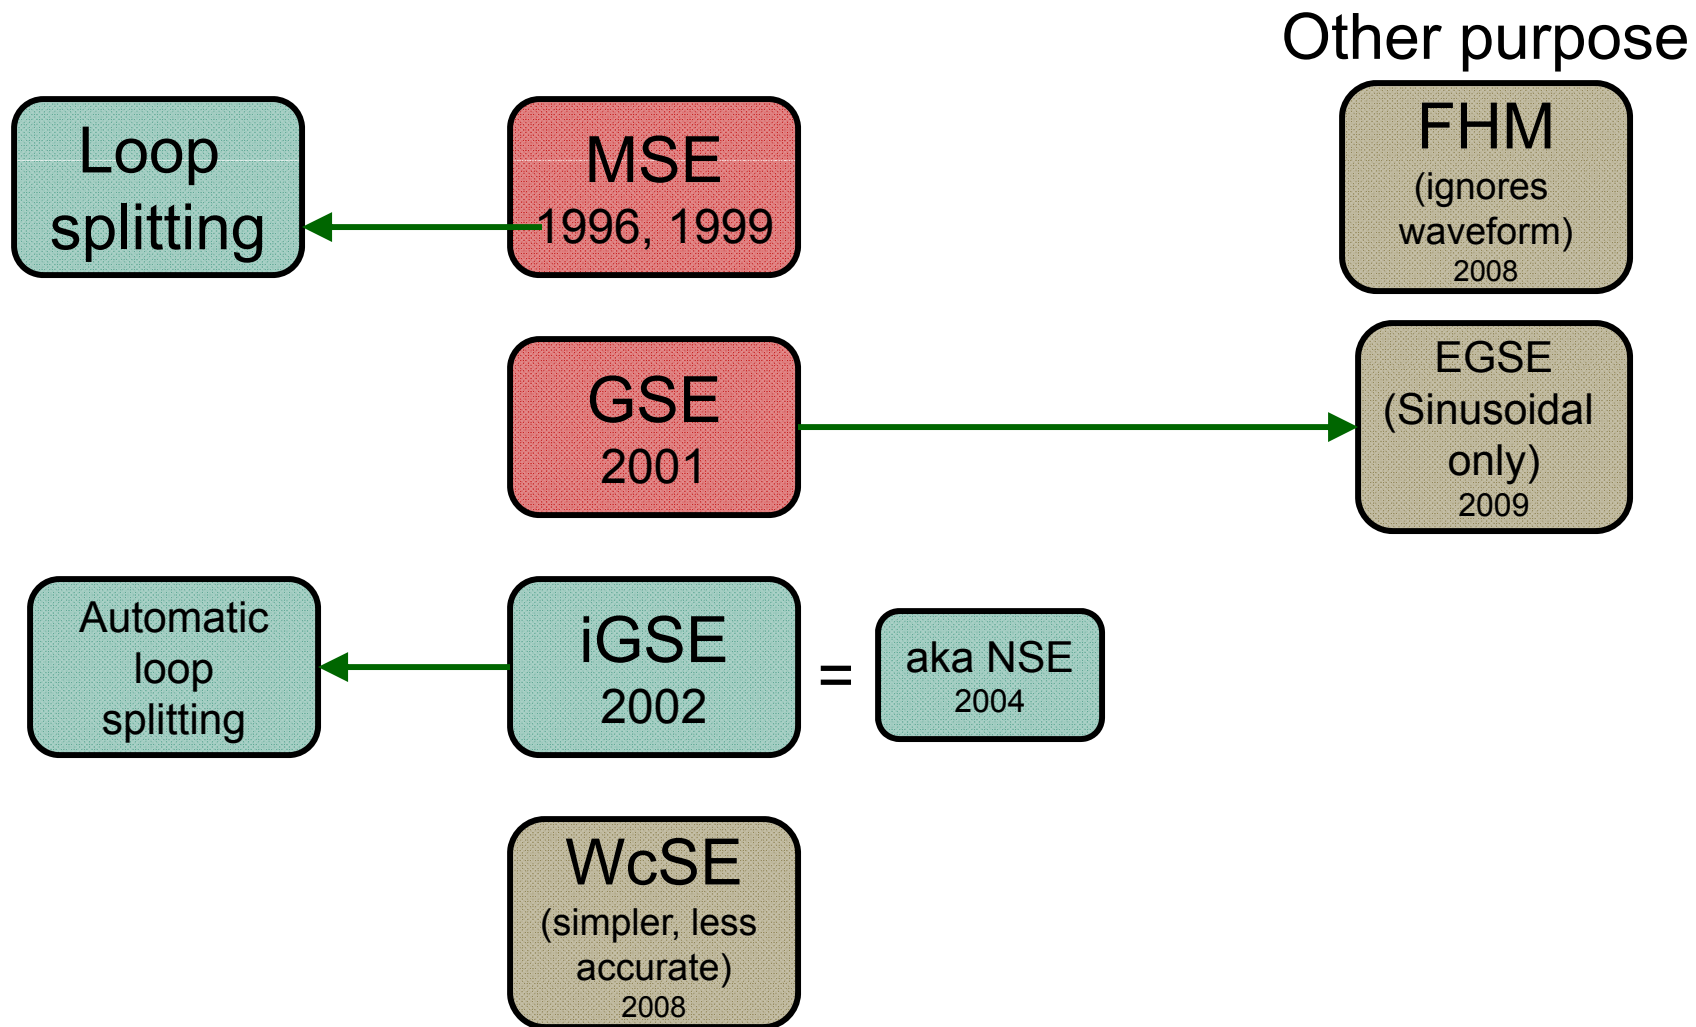 Other purpose
Loop
splitting
MSE
1996, 1999
FHM
(ignores
waveform)
2008
GSE
2001
EGSE
(Sinusoidal
only)
2009
Automatic
loop
splitting
iGSE
2002
=
aka NSE
2004
WcSE
(simpler, less
accurate)
2008